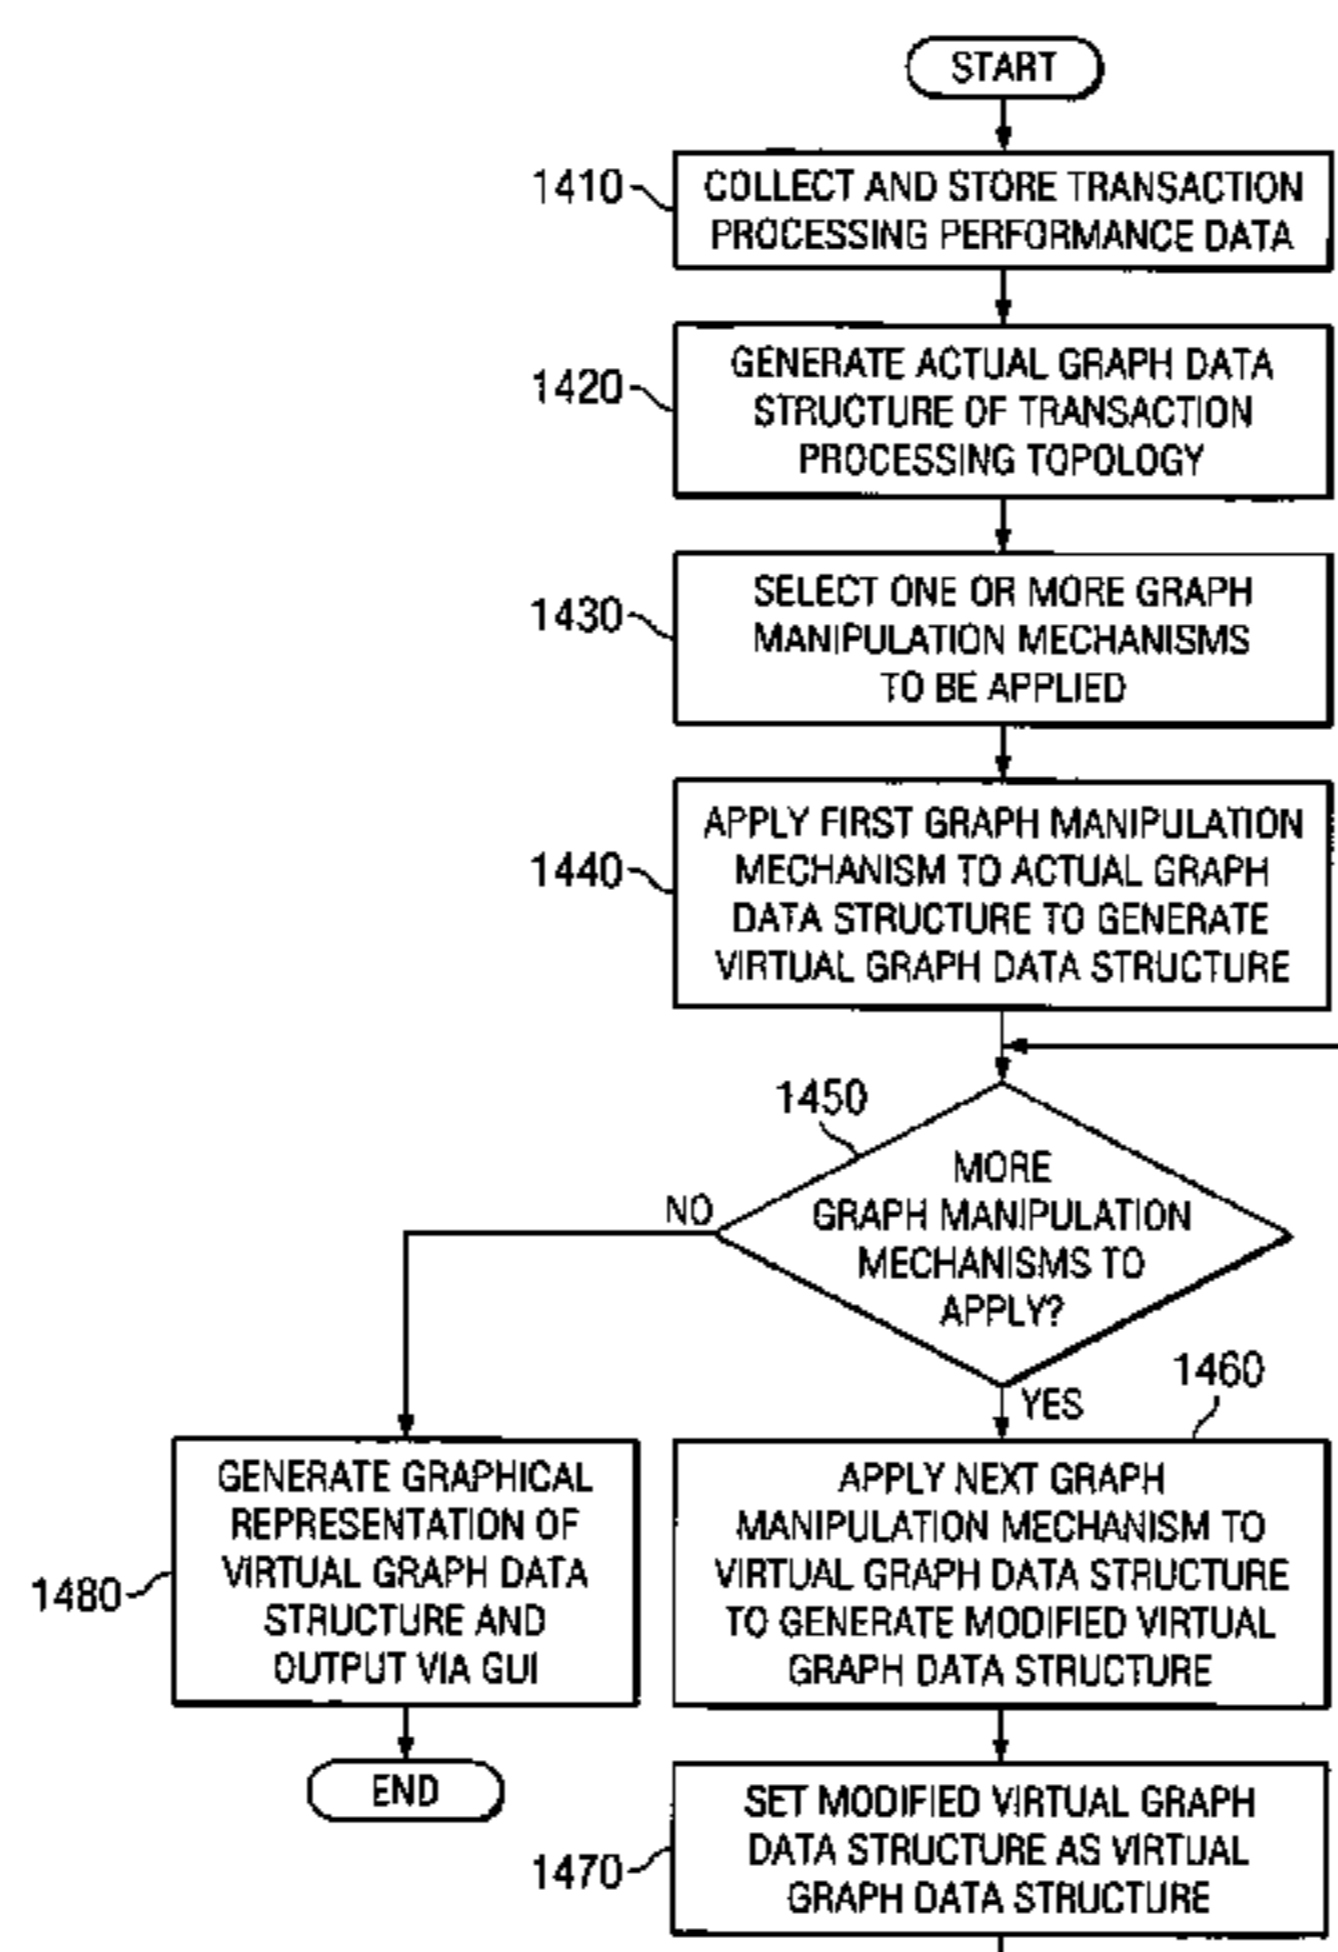 START
1410
COLLECT AND STORE TRANSACTION
PROCESSING PERFORMANCE DATA
1420
GENERATE ACTUAL GRAPH DATA
STRUCTURE OF TRANSACTION
PROCESSING TOPOLOGY
1430
SELECT ONE OR MORE GRAPH
MANIPULATION MECHANISMS
TO BE APPLIED
1440
APPLY FIRST GRAPH MANIPULATION
MECHANISM TO ACTUAL GRAPH
DATA STRUCTURE TO GENERATE
VIRTUAL GRAPH DATA STRUCTURE
1450
MORE
GRAPH MANIPULATION
MECHANISMS TO
APPLY?
NO
YES
1460
APPLY NEXT GRAPH
MANIPULATION MECHANISM TO
VIRTUAL GRAPH DATA STRUCTURE
TO GENERATE MODIFIED VIRTUAL
GRAPH DATA STRUCTURE
1480
GENERATE GRAPHICAL
REPRESENTATION OF
VIRTUAL GRAPH DATA
STRUCTURE AND
OUTPUT VIA GUI
END
1470
SET MODIFIED VIRTUAL GRAPH
DATA STRUCTURE AS VIRTUAL
GRAPH DATA STRUCTURE